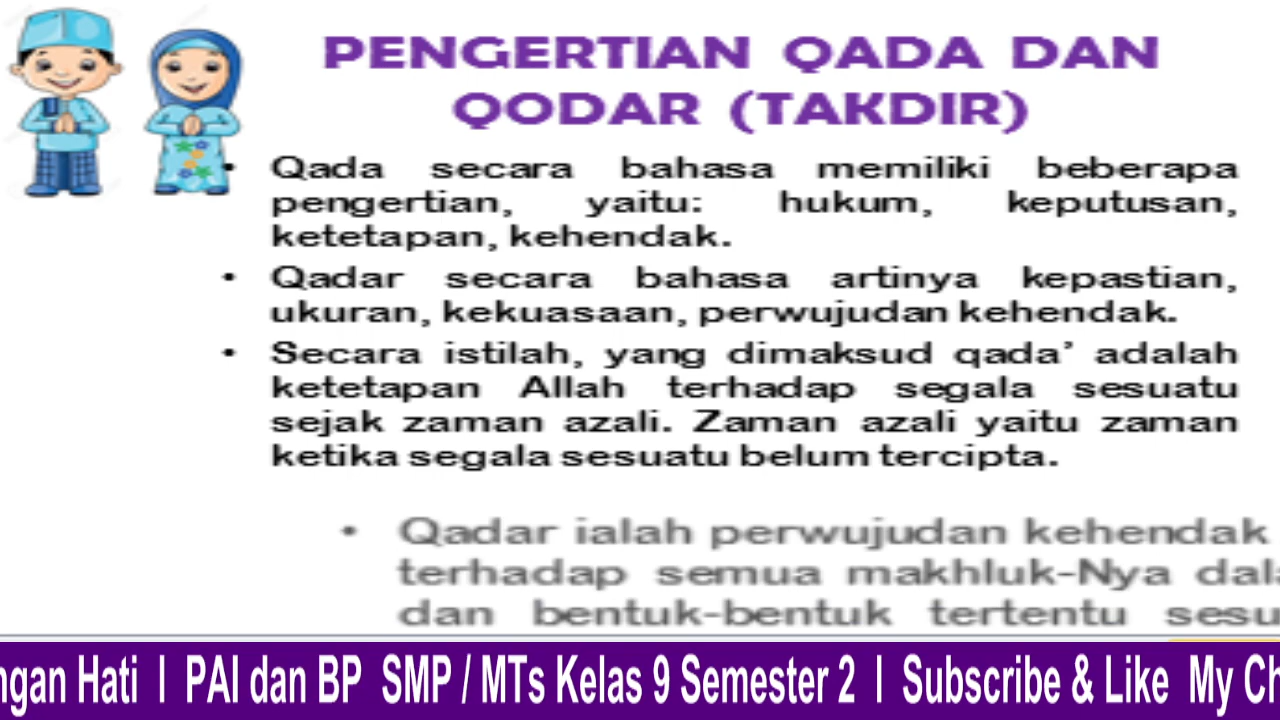 PENGERTIAN QADA DAN
QODAR (TAKDIR)
• Qada secara bahasa memiliki beberapa
pengertian, yaitu: hukum, keputusan,
ketetapan, kehendak.
• Qadar secara bahasa artinya kepastian,
ukuran, kekuasaan, perwujudan kehendak.
• Secara istilah, yang dimaksud qada’ adalah
ketetapan Allah terhadap segala sesuatu
sejak zaman azali. Zaman azali yaitu zaman
ketika segala sesuatu belum tercipta.
• Qadar ialah perwujudan kehendak
terhadap semua makhluk-Nya
dan bentuk-bentuk tertentu
Hati I PAI dan BP SMP / MTs Kelas 9 Semester 2 I Subscribe & Like My